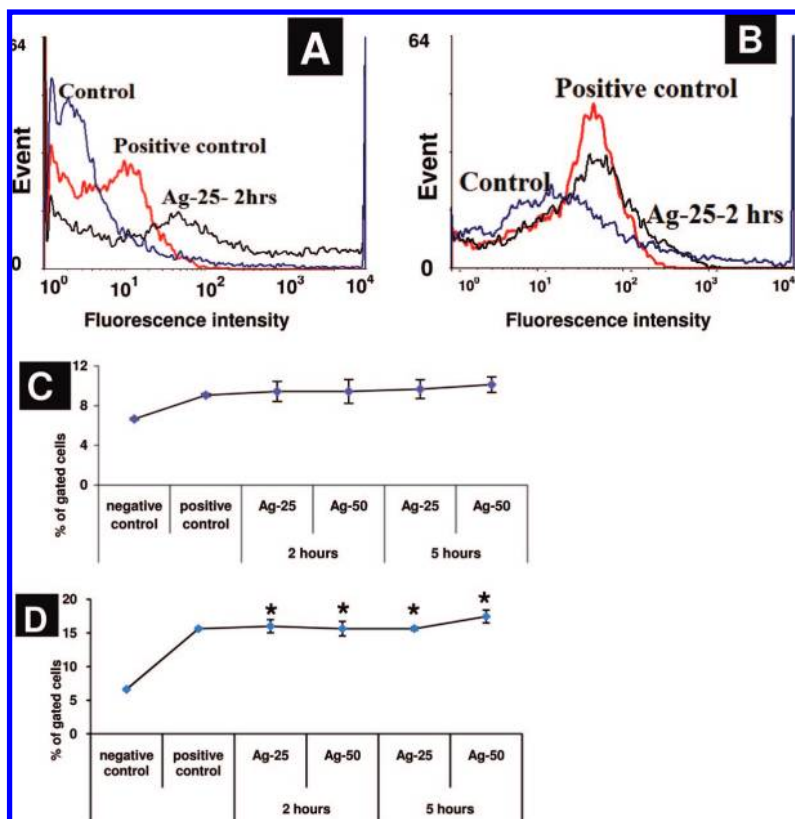 A
64
Event
0
Control
Positive control
Ag-25- 2hrs
10^0 10^1 10^2 10^3 10^4
Fluorescence intensity
B
64
Event
0
Positive control
Control
Ag-25-2 hrs
10^0 10^1 10^2 10^3 10^4
Fluorescence intensity
C
% of gated cells
12
8
4
0
negative control
positive control
Ag-25 Ag-50 Ag-25 Ag-50
2 hours 5 hours
D
% of gated cells
20
15
10
5
0
* * * *
negative control
positive control
Ag-25 Ag-50 Ag-25 Ag-50
2 hours 5 hours